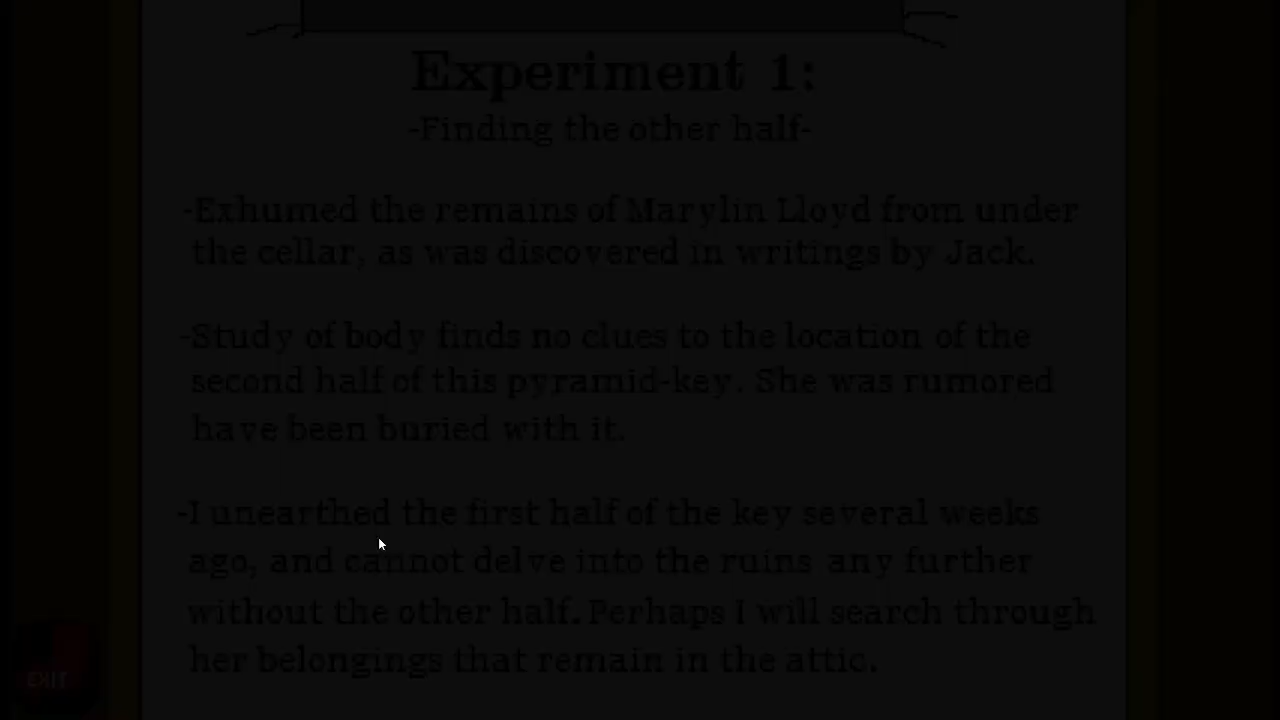 Experiment 1:
-Finding the other half-
-Exhumed the remains of Marylin Lloyd from under
the cellar, as was discovered in writings by Jack.
-Study of body finds no clues to the location of the
second half of this pyramid-key. She was rumored
have been buried with it.
-I unearthed the first half of the key several weeks
ago, and cannot delve into the ruins any further
without the other half. Perhaps I will search through
her belongings that remain in the attic.
EXIT